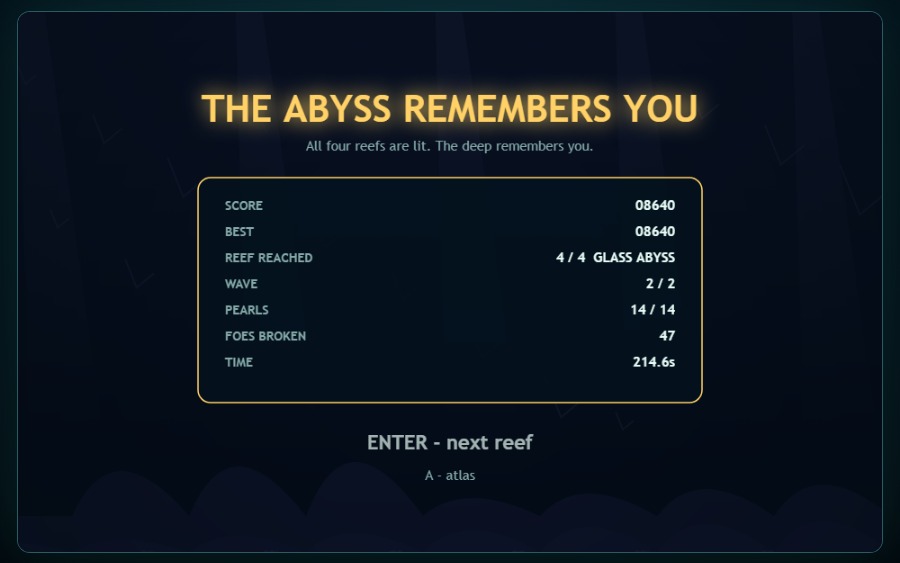 THE ABYSS REMEMBERS YOU
All four reefs are lit. The deep remembers you.
SCORE 08640
BEST 08640
REEF REACHED 4 / 4 GLASS ABYSS
WAVE 2 / 2
PEARLS 14 / 14
FOES BROKEN 47
TIME 214.6s
ENTER - next reef
A - atlas